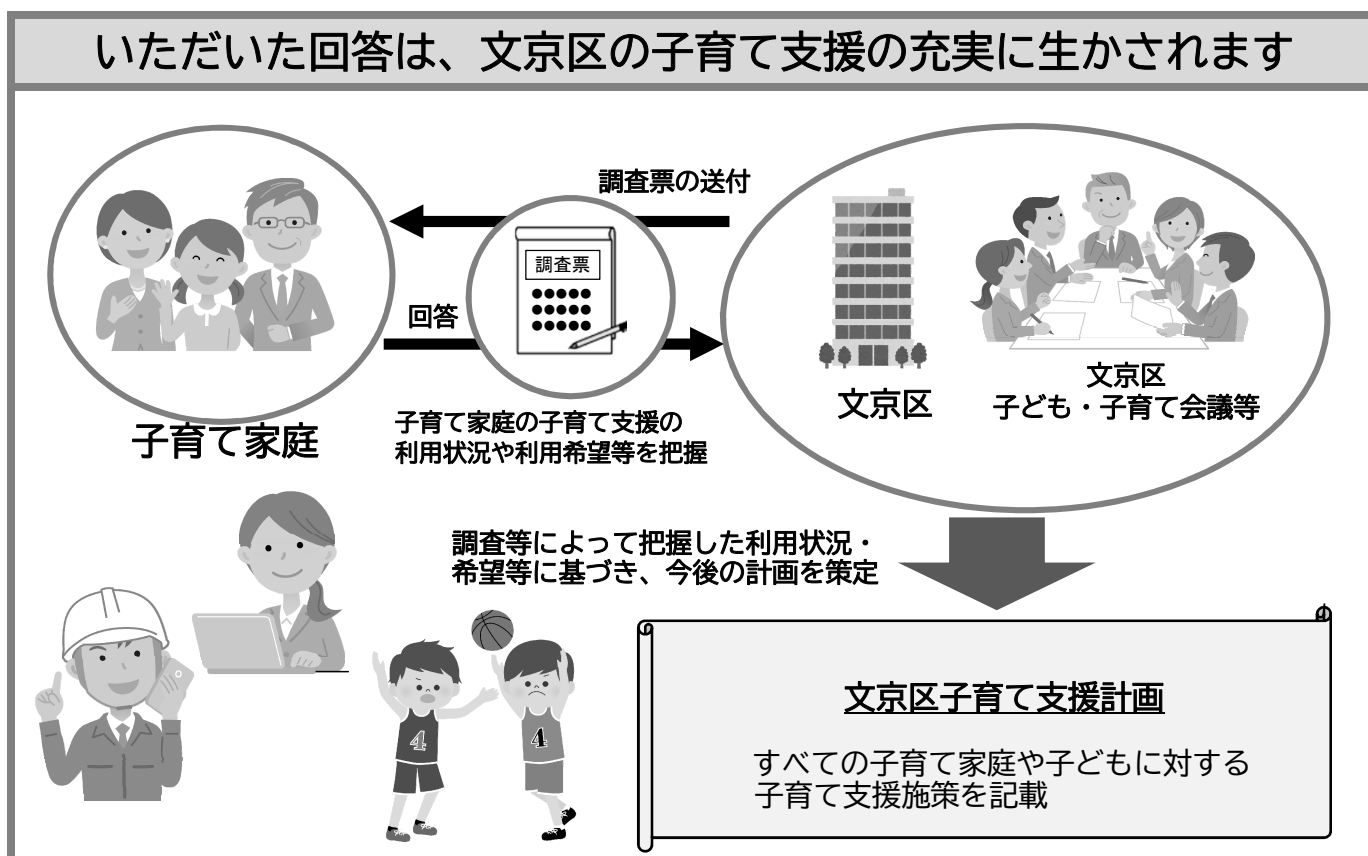 いただいた回答は、文京区の子育て支援の充実に生かされます
調査票の送付
調査票
回答
子育て家庭
子育て家庭の子育て支援の
利用状況や利用希望等を把握
文京区
文京区
子ども・子育て会議等
調査等によって把握した利用状況・
希望等に基づき、今後の計画を策定
4
4
文京区子育て支援計画
すべての子育て家庭や子どもに対する
子育て支援施策を記載